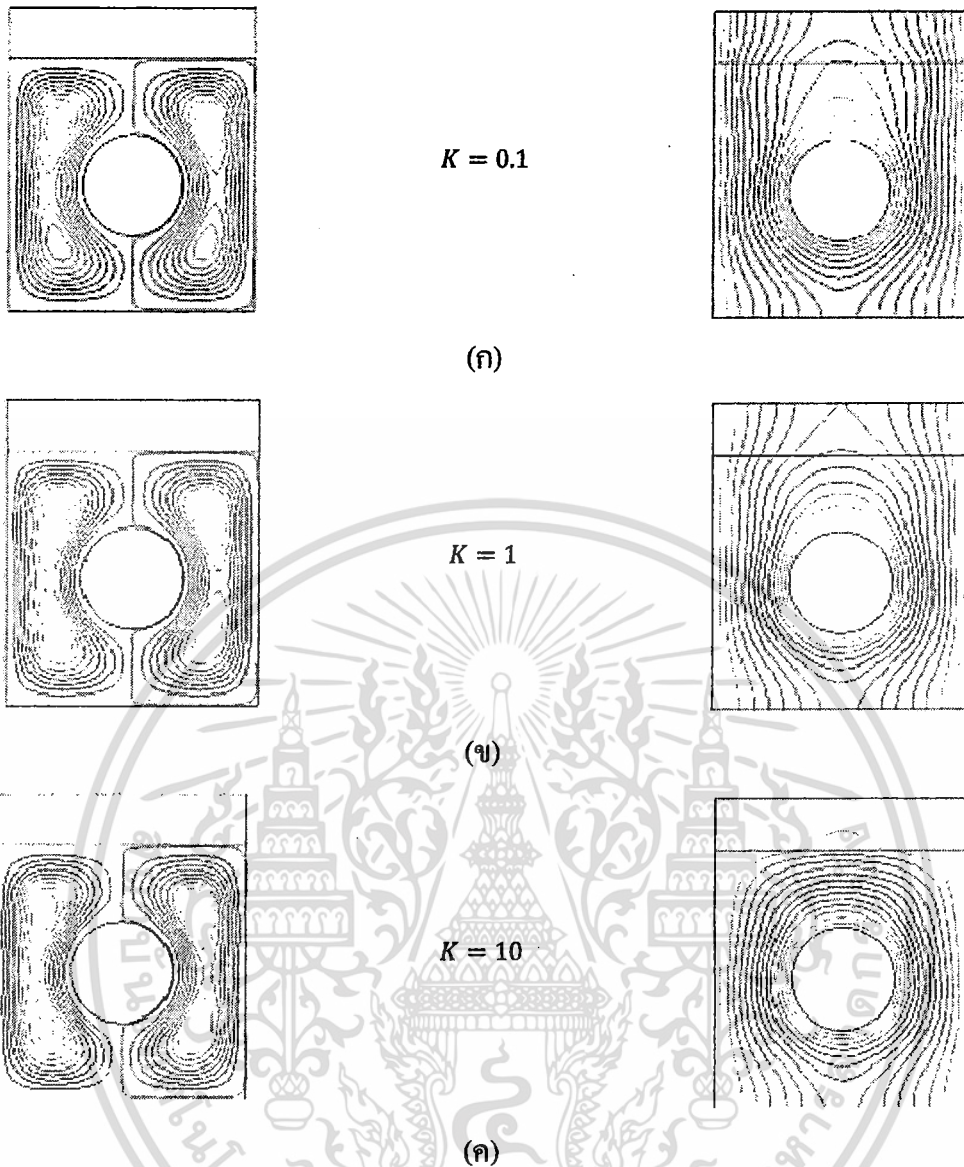 K = 0.1
(ก)
K = 1
(ข)
K = 10
(ค)